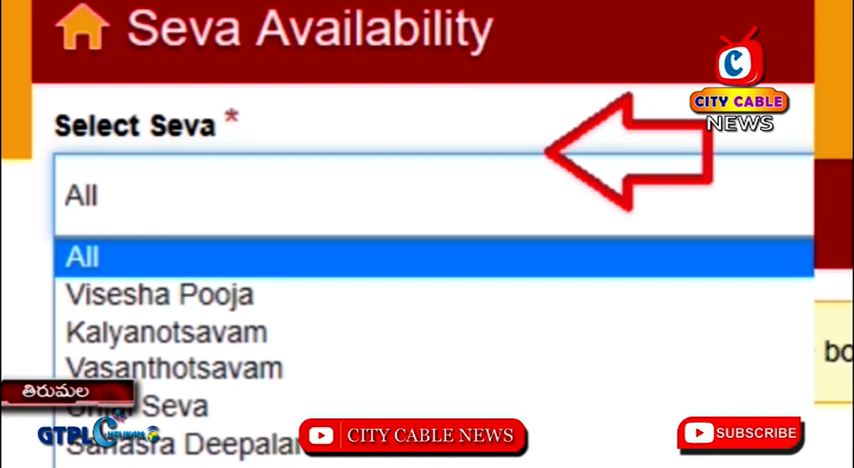 Seva Availability
C
CITY CABLE
NEWS
Select Seva *
All
All
Visesha Pooja
Kalyanotsavam
Vasanthotsavam
bo
తిరుమల
Seva
GTPL
CITY CABLE NEWS
SUBSCRIBE